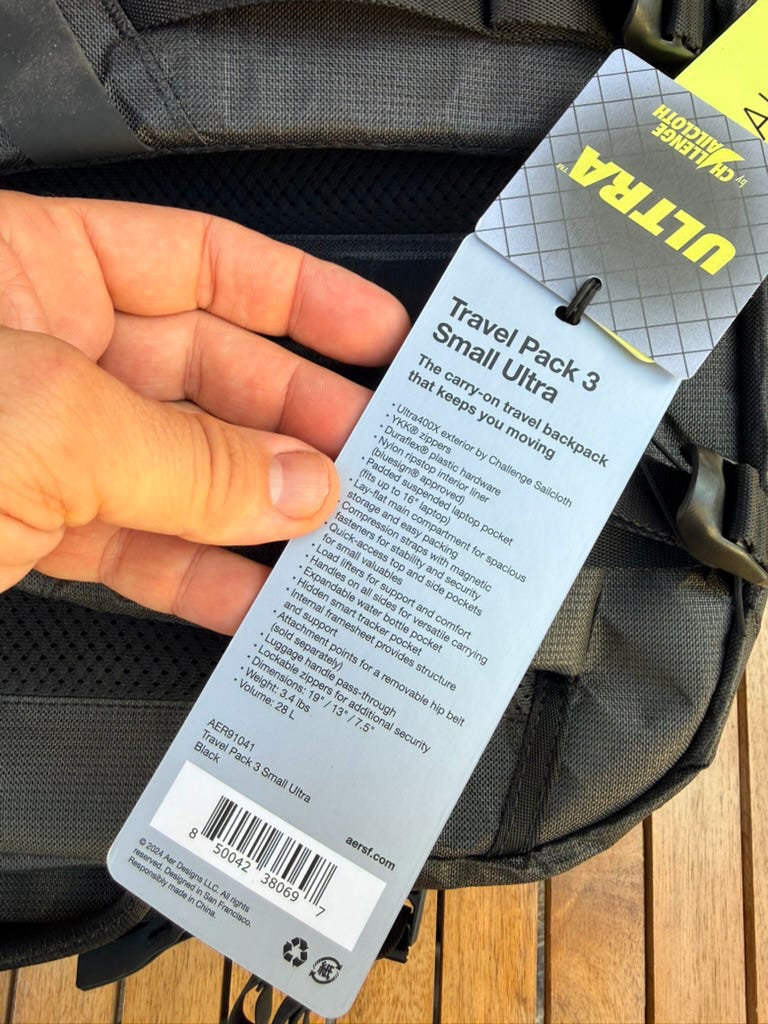 ULTRA™
by CHALLENGE
SAILCLOTH
Travel Pack 3
Small Ultra
The carry-on travel backpack
that keeps you moving
• Ultra400X exterior by Challenge Sailcloth
• YKK® zippers
• Duraflex® plastic hardware
• Nylon ripstop interior liner
(bluesign® approved)
• Padded suspended laptop pocket
(fits up to 16" laptop)
• Lay-flat main compartment for spacious
storage and easy packing
• Compression straps with magnetic
fasteners for stability and security
• Quick-access top and side pockets
for small valuables
• Load lifters for support and comfort
• Handles on all sides for versatile carrying
• Expandable water bottle pocket
• Hidden smart tracker pocket
• Internal framesheet provides structure
and support
• Attachment points for a removable hip belt
(sold separately)
• Luggage handle pass-through
• Lockable zippers for additional security
• Dimensions: 19" / 13" / 7.5"
• Weight: 3.4 lbs
• Volume: 28 L
AER91041
Travel Pack 3 Small Ultra
Black
8 50042 38069 7
aersf.com
© 2024 Aer Designs LLC. All rights
reserved. Designed in San Francisco.
Responsibly made in China.
紙